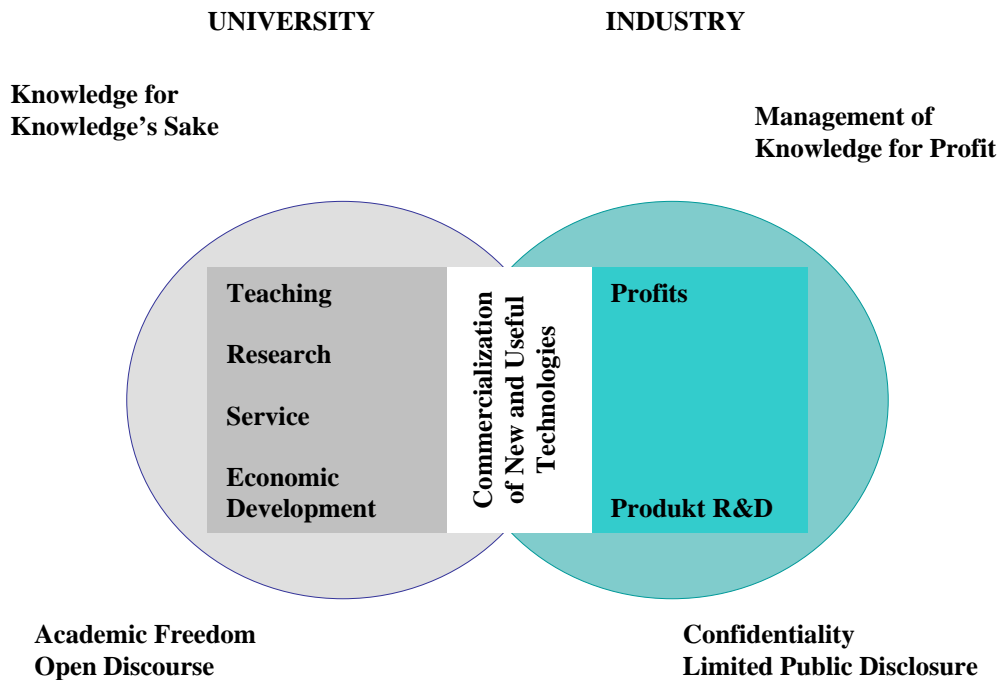 UNIVERSITY
INDUSTRY
Knowledge for
Knowledge's Sake
Management of
Knowledge for Profit
Teaching
Research
Service
Economic
Development
Commercialization
of New and Useful
Technologies
Profits
Produkt R&D
Academic Freedom
Open Discourse
Confidentiality
Limited Public Disclosure